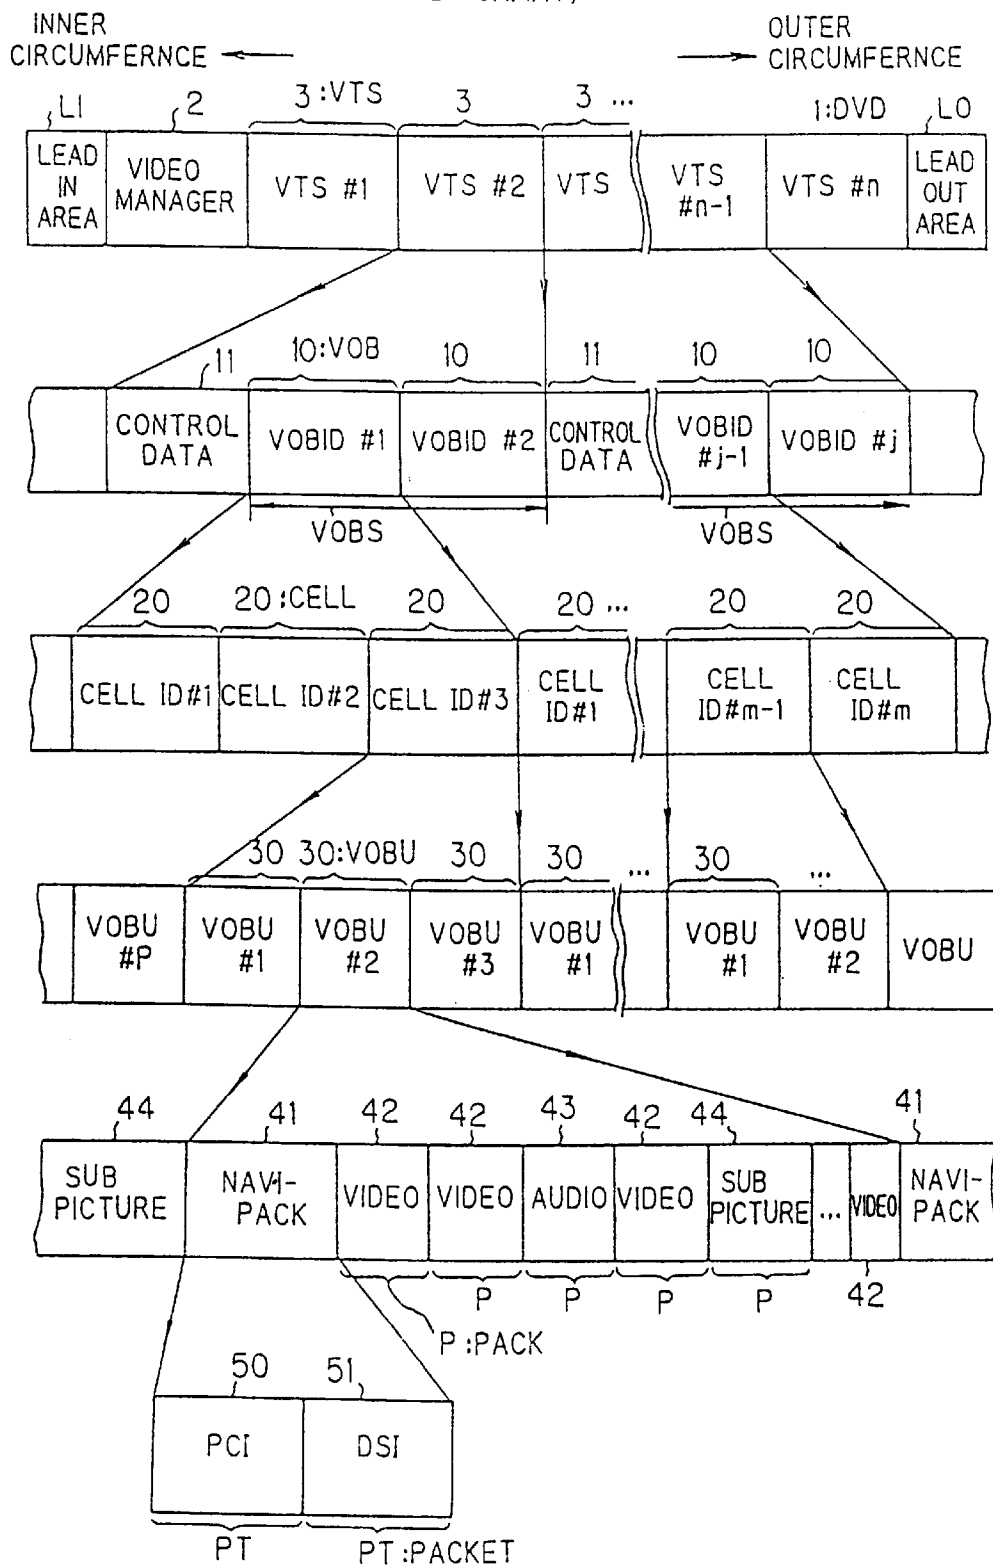 INNER
CIRCUMFERNCE
OUTER
CIRCUMFERENCE
LI 2 3:VTS 3 3 ... 1:DVD LO
LEAD IN AREA
VIDEO MANAGER
VTS #1
VTS #2
VTS
VTS #n-1
VTS #n
LEAD OUT AREA
11 10:VOB 10 11 10 10
CONTROL DATA
VOBID #1
VOBID #2
CONTROL DATA
VOBID #j-1
VOBID #j
VOBS VOBS
20 20:CELL 20 20 ... 20 20
CELL ID#1
CELL ID#2
CELL ID#3
CELL ID#1
CELL ID#m-1
CELL ID#m
30 30:VOBU 30 30 ... 30 ...
VOBU #P
VOBU #1
VOBU #2
VOBU #3
VOBU #1
VOBU #1
VOBU #2
VOBU
44 41 42 42 43 42 44 41
SUB PICTURE
NAVI-PACK
VIDEO
VIDEO
AUDIO
VIDEO
SUB PICTURE
...
VIDEO
NAVI-PACK
P P P P 42
P:PACK
50 51
PCI DSI
PT PT:PACKET